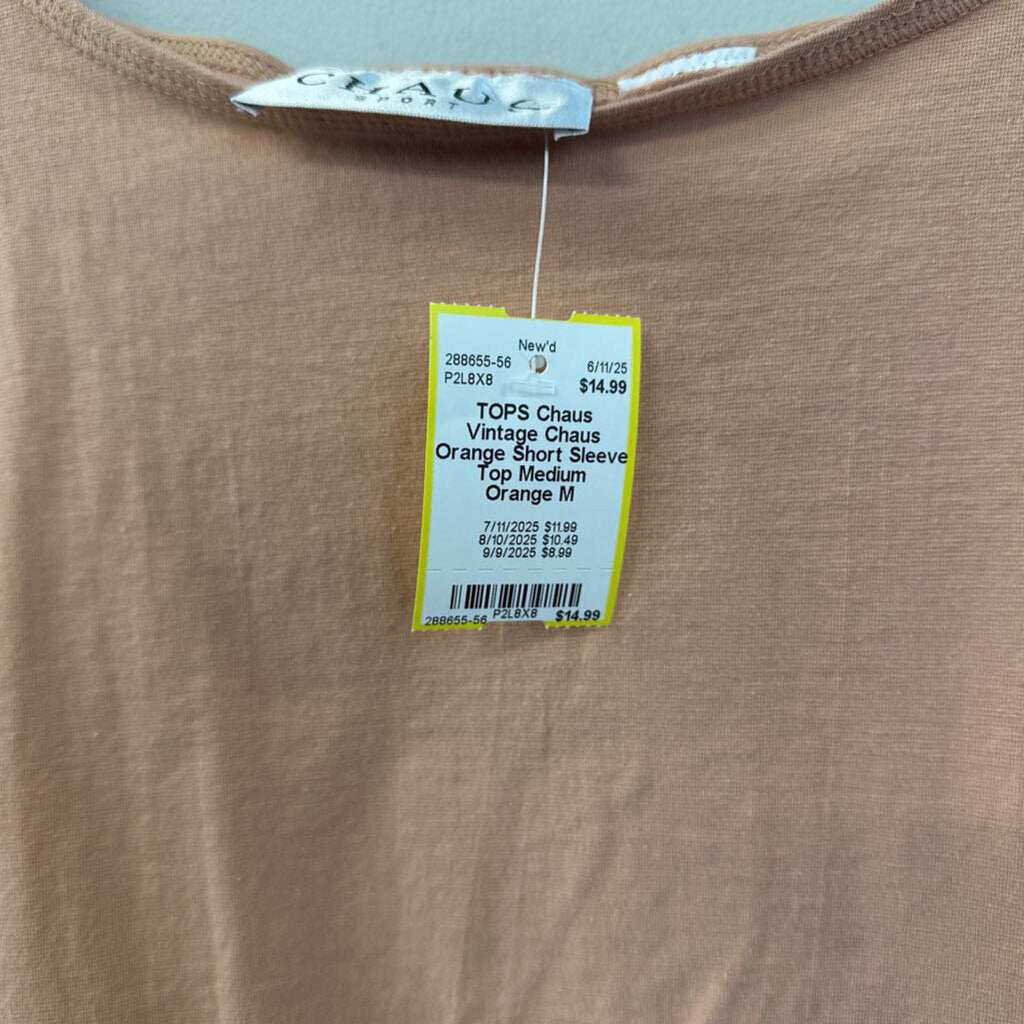 CHAUS
SPORT
New'd
288655-56 6/11/25
P2L8X8 $14.99
TOPS Chaus
Vintage Chaus
Orange Short Sleeve
Top Medium
Orange M
7/11/2025 $11.99
8/10/2025 $10.49
9/9/2025 $8.99
288655-56 P2L8X8 $14.99